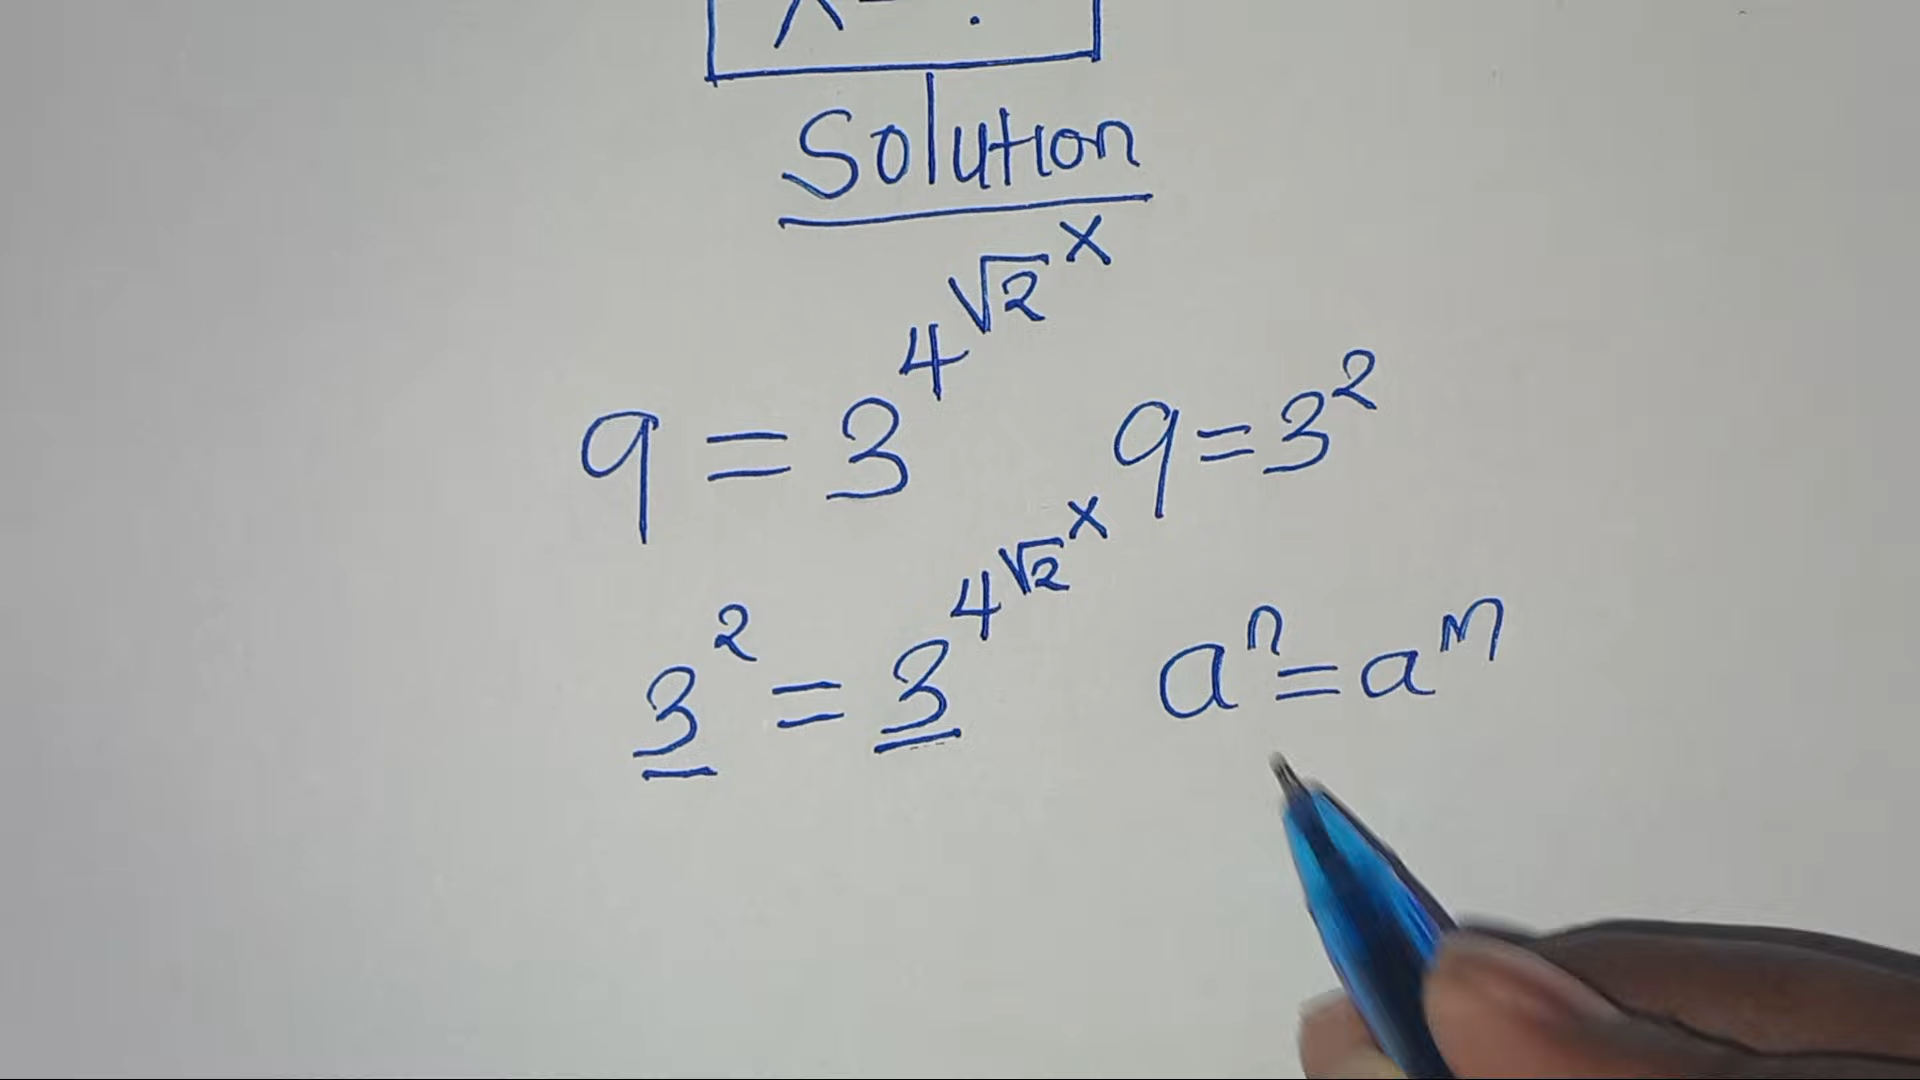 x = ?
Solution
9 = 3^4^√2^x   9 = 3^2
3^2 = 3^4^√2^x   a^n = a^m